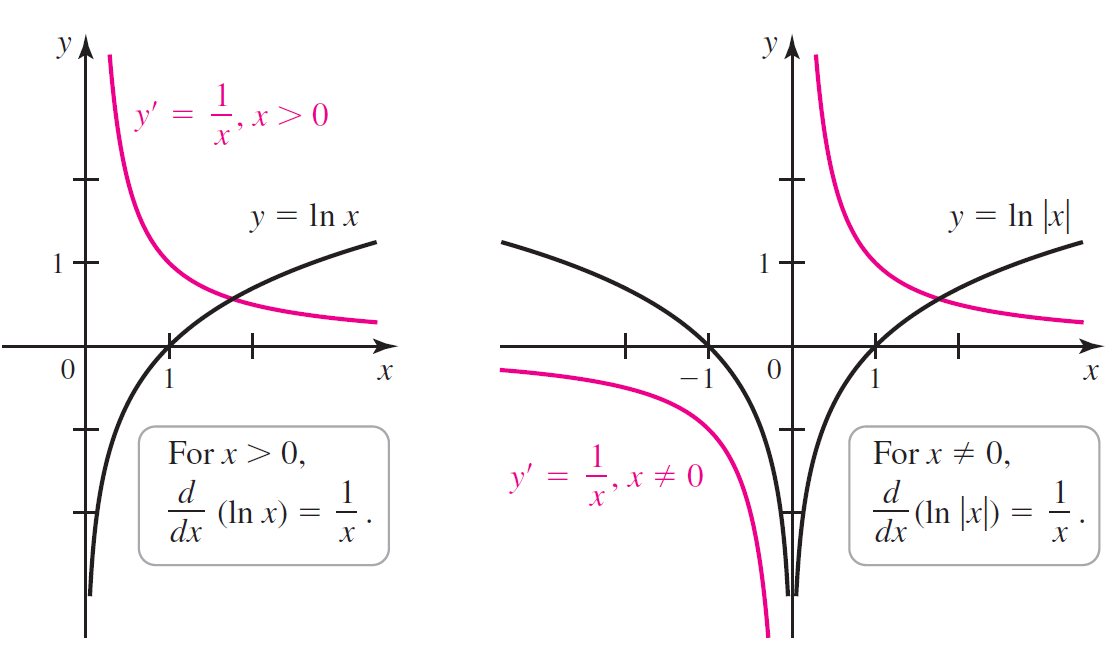 y
y′ = 1/x, x > 0
y = ln x
1
0
1
x
For x > 0,
d/dx (ln x) = 1/x.
y
y = ln |x|
1
−1
0
1
x
y′ = 1/x, x ≠ 0
For x ≠ 0,
d/dx (ln |x|) = 1/x.